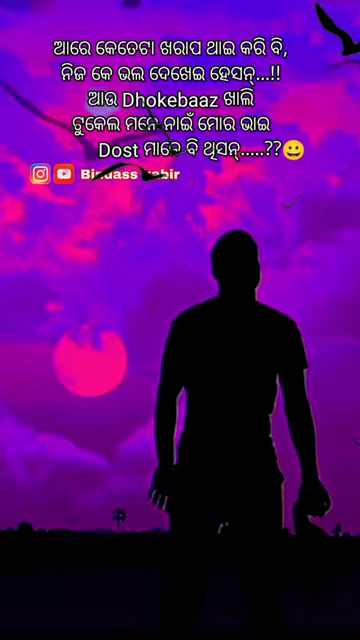 ଆରେ କେତେଟା ଖରାପ ଥାଇ କରି ବି,
ନିଜ କେ ଭଲ ଦେଖେଇ ହେସନ୍...!!
ଆଉ Dhokebaaz ଖାଲି
ଟୁକେଲ ମନେ ନାଇଁ ମୋର ଭାଇ
Dost ମାନେ ବି ଥିସନ୍.....??😀